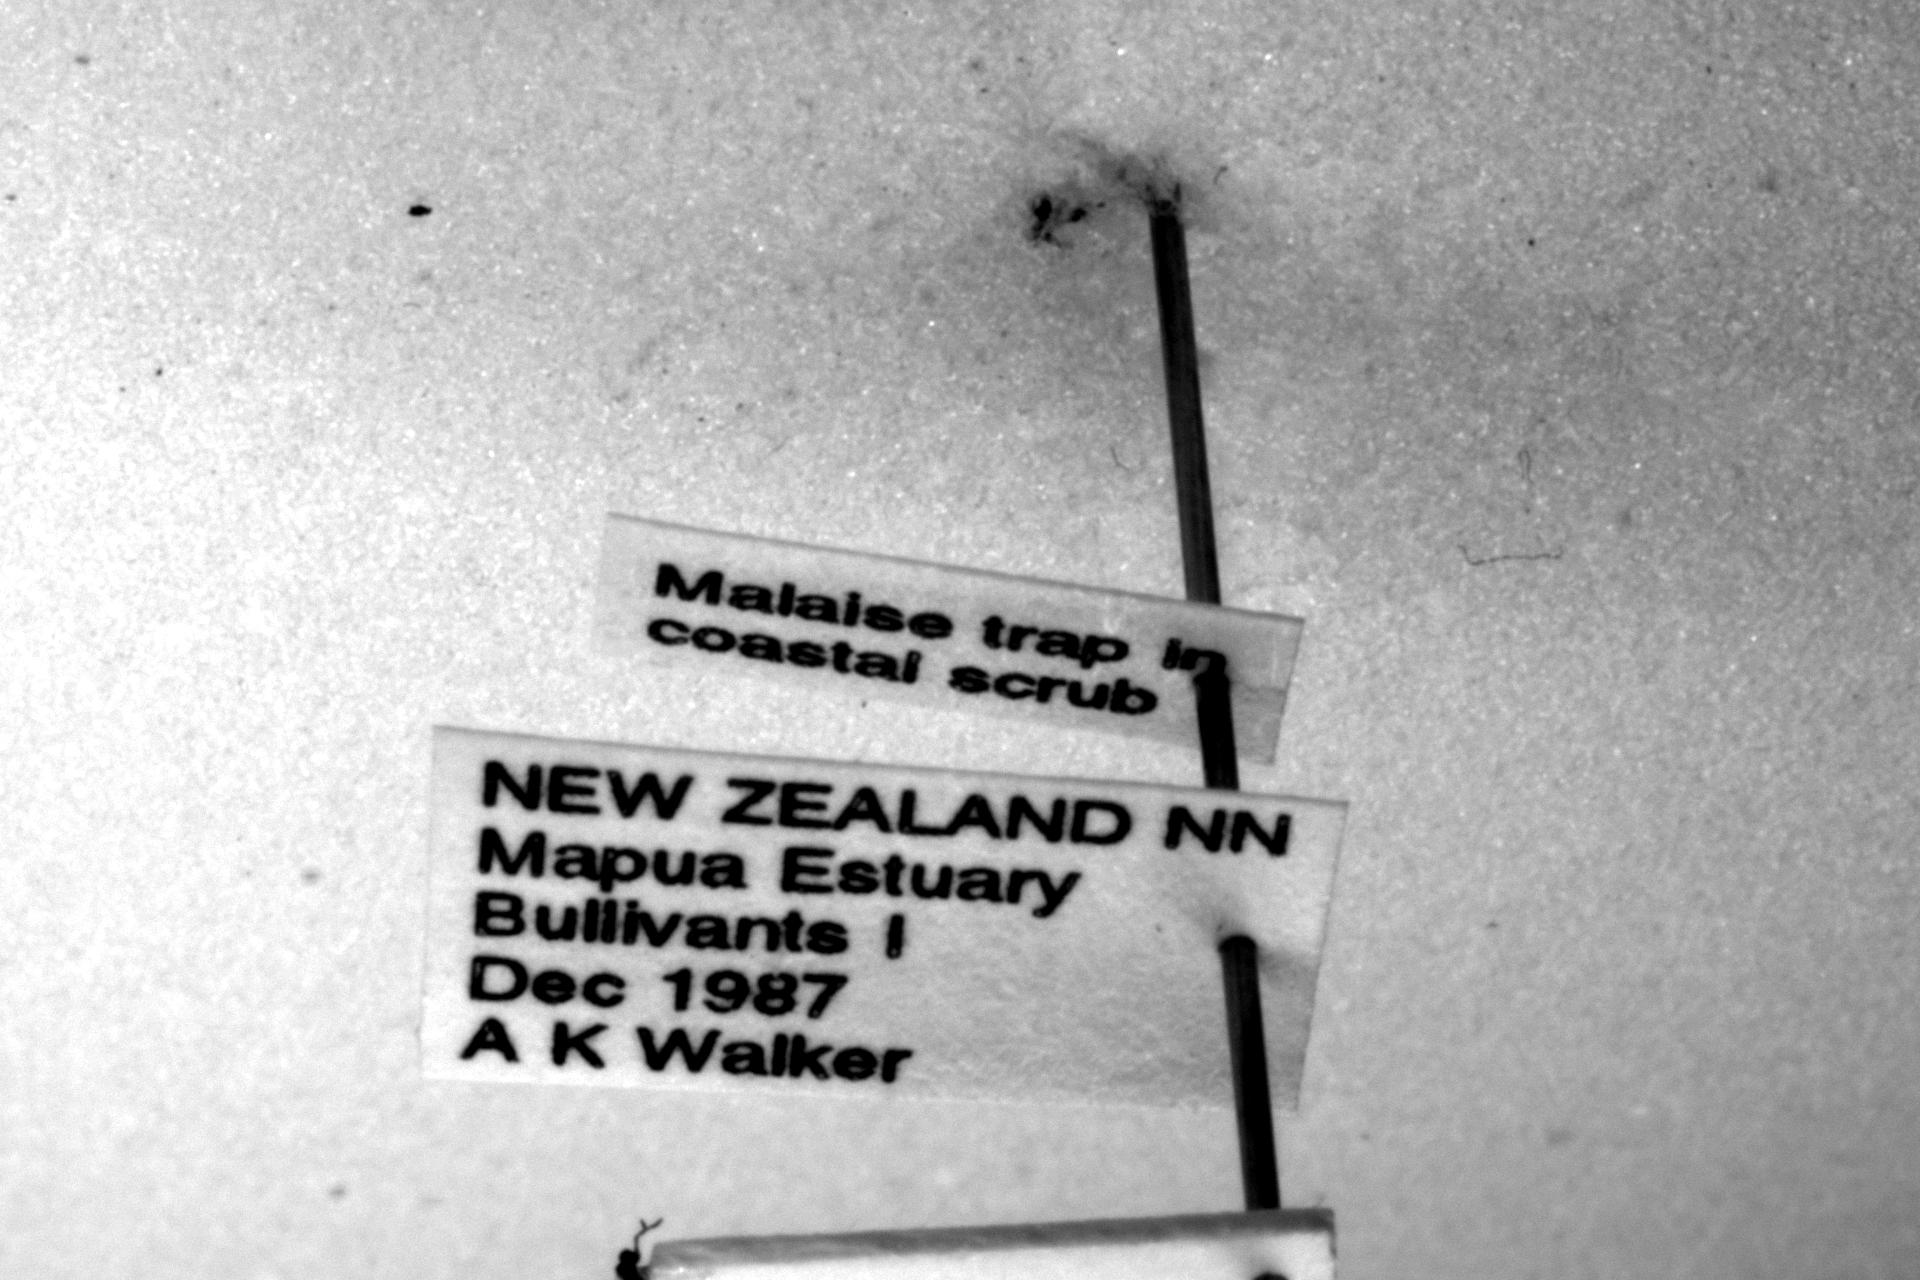 Malaise trap in
coastal scrub
NEW ZEALAND NN
Mapua Estuary
Bullivants I
Dec 1987
A K Walker